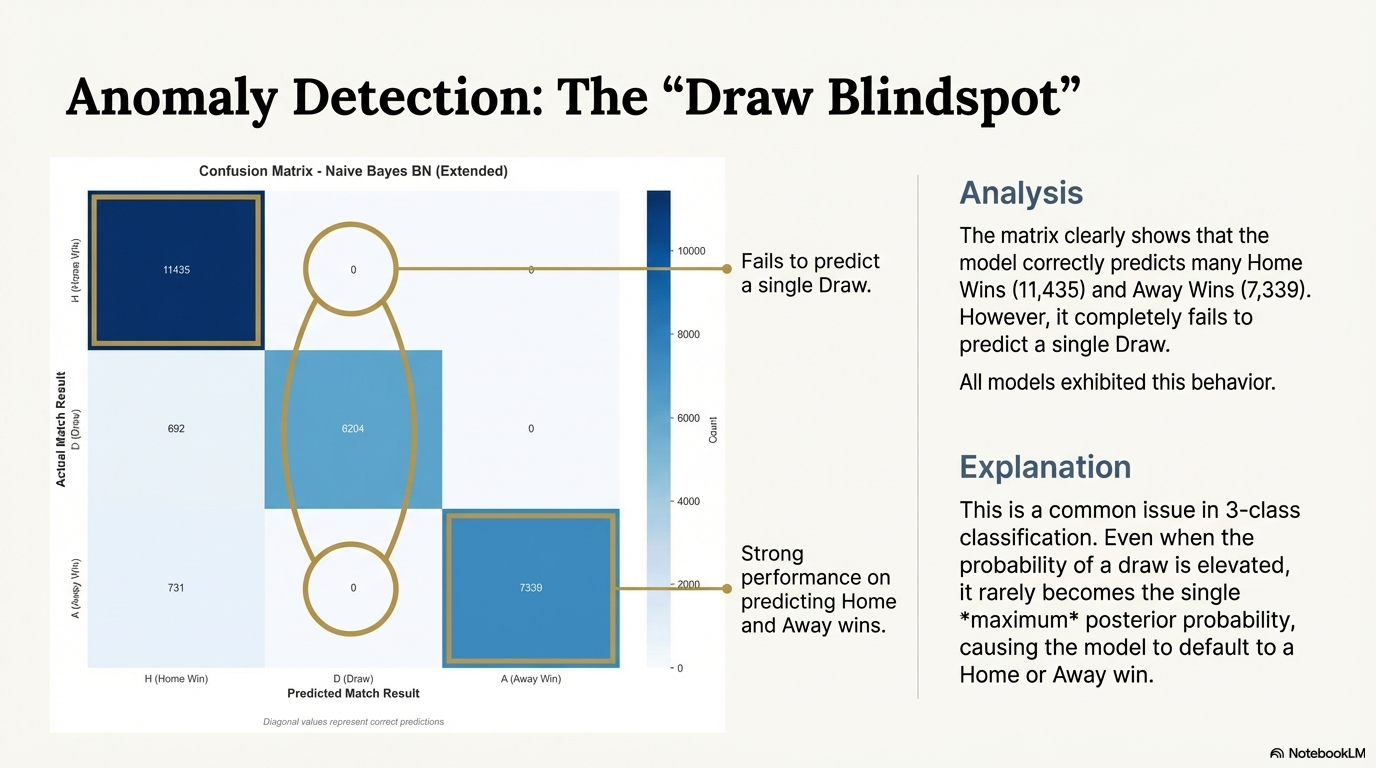 Anomaly Detection: The “Draw Blindspot”
Confusion Matrix - Naive Bayes BN (Extended)
Actual Match Result
D (Draw)
11435
0
0
692
6204
0
731
0
7339
H (Home Win)
D (Draw)
A (Away Win)
Predicted Match Result
Diagonal values represent correct predictions
10000
8000
6000
4000
2000
0
Count
Fails to predict
a single Draw.
Strong
performance on
predicting Home
and Away wins.
Analysis
The matrix clearly shows that the
model correctly predicts many Home
Wins (11,435) and Away Wins (7,339).
However, it completely fails to
predict a single Draw.
All models exhibited this behavior.
Explanation
This is a common issue in 3-class
classification. Even when the
probability of a draw is elevated,
it rarely becomes the single
*maximum* posterior probability,
causing the model to default to a
Home or Away win.
NotebookLM